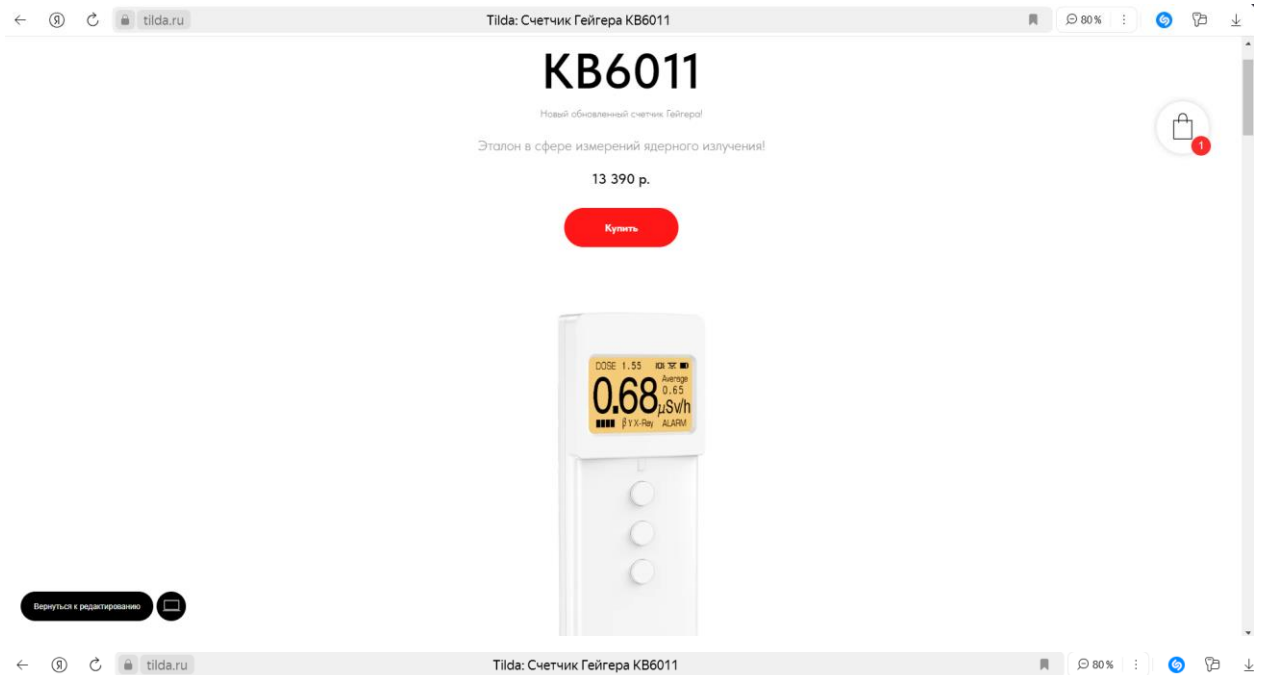 tilda.ru Tilda: Счетчик Гейгера КВ6011 80 %
KB6011
Новый обновленный счетчик Гейгера!
Эталон в сфере измерений ядерного излучения!
1
13 390 р.
Купить
DOSE 1.55
Average
0.68 0.65
µSv/h
β γ X-Ray ALARM
Вернуться к редактированию
tilda.ru Tilda: Счетчик Гейгера КВ6011 80 %